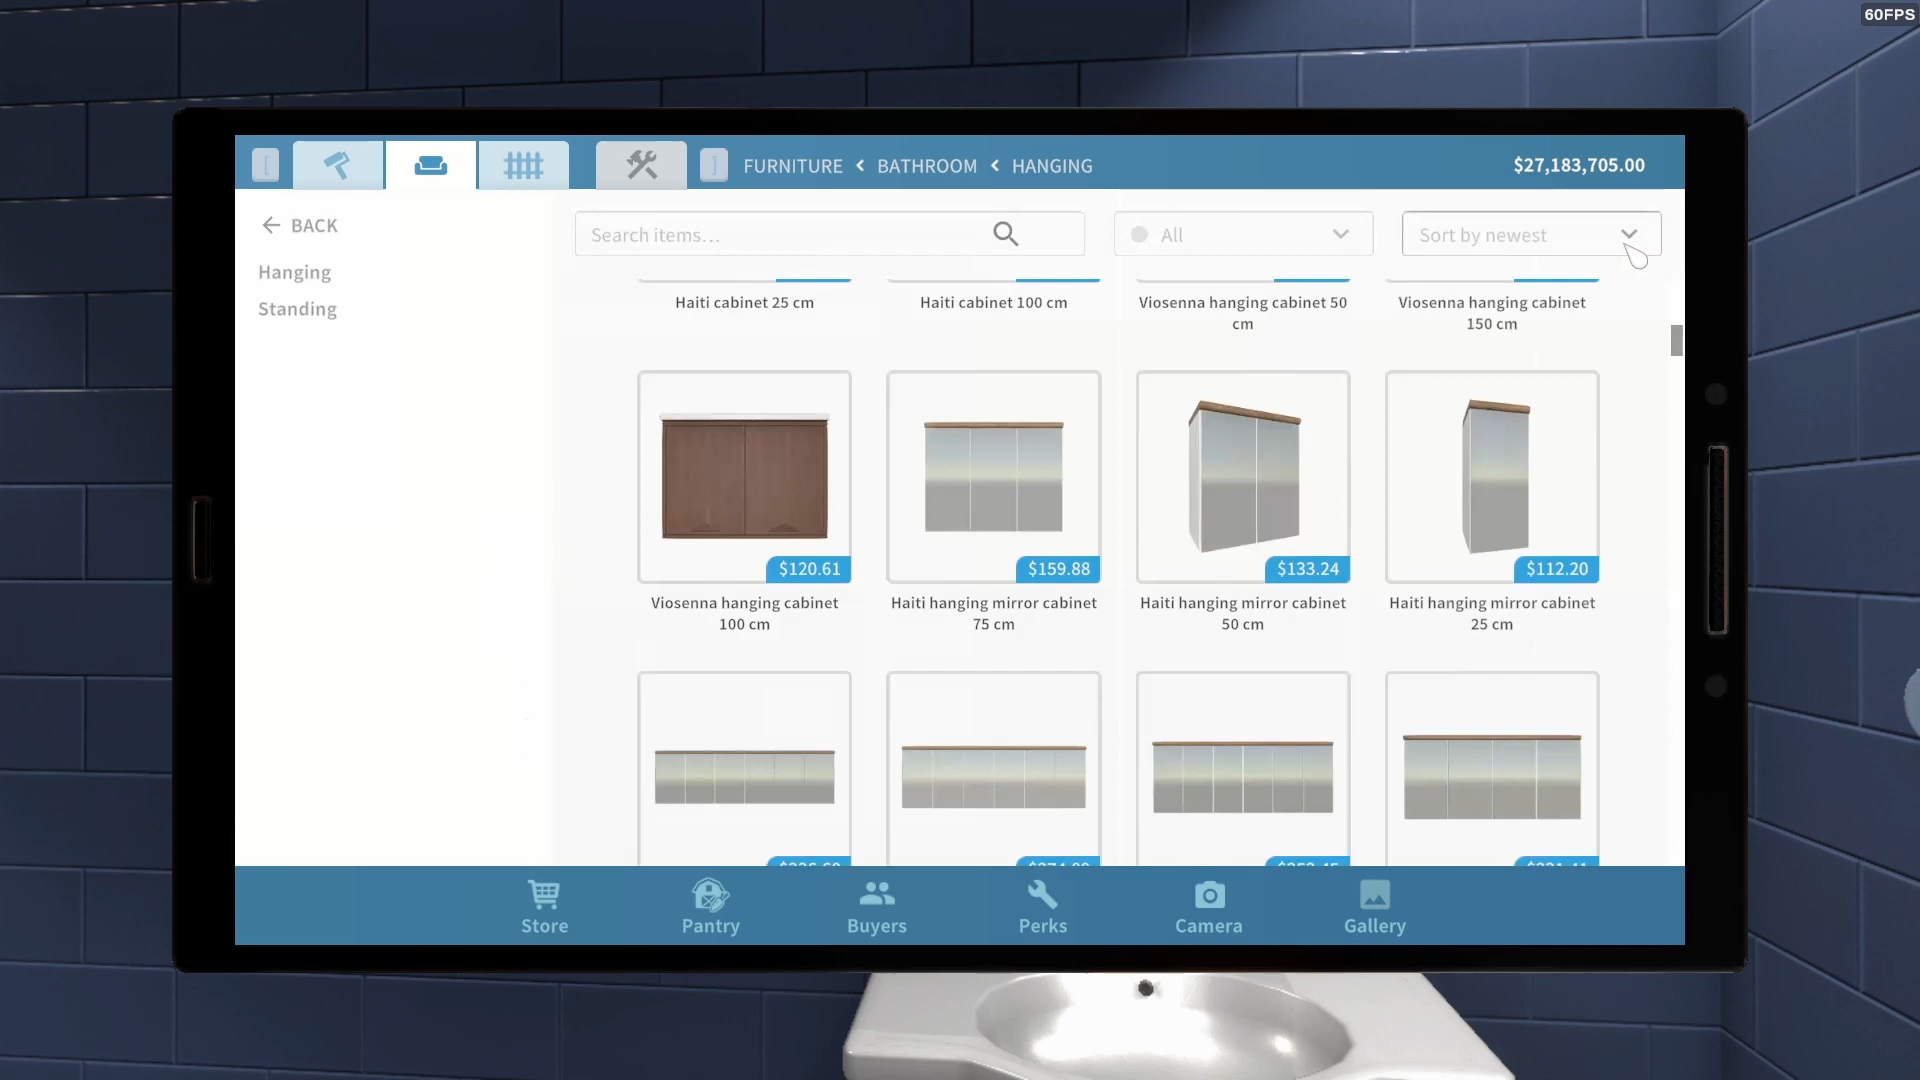 60FPS
[
]
FURNITURE < BATHROOM < HANGING
$27,183,705.00
BACK
Search items...
All
Sort by newest
Hanging
Standing
Haiti cabinet 25 cm
Haiti cabinet 100 cm
Viosenna hanging cabinet 50
cm
Viosenna hanging cabinet
150 cm
$120.61
$159.88
$133.24
$112.20
Viosenna hanging cabinet
100 cm
Haiti hanging mirror cabinet
75 cm
Haiti hanging mirror cabinet
50 cm
Haiti hanging mirror cabinet
25 cm
Store
Pantry
Buyers
Perks
Camera
Gallery